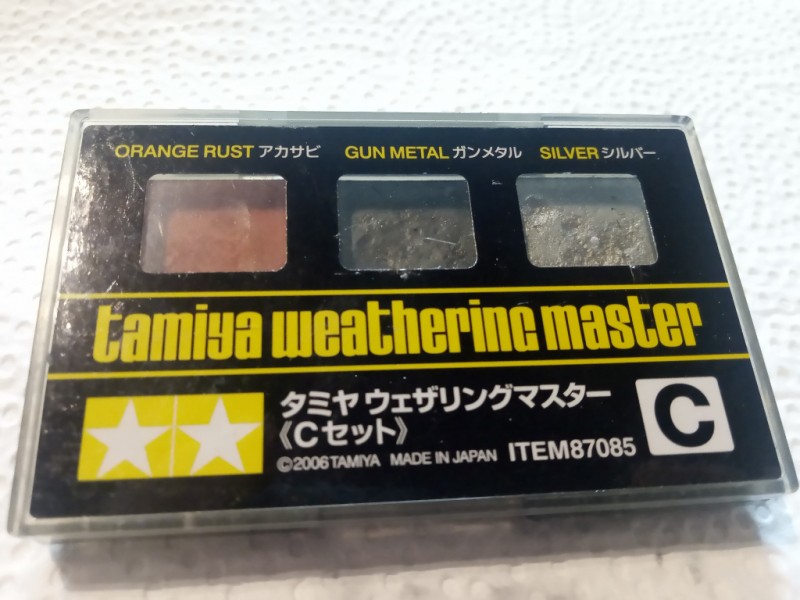 ORANGE RUST アカサビ GUN METAL ガンメタル SILVER シルバー
tamiya weathering master
タミヤ ウェザリングマスター
《Cセット》
©2006 TAMIYA MADE IN JAPAN ITEM87085
C